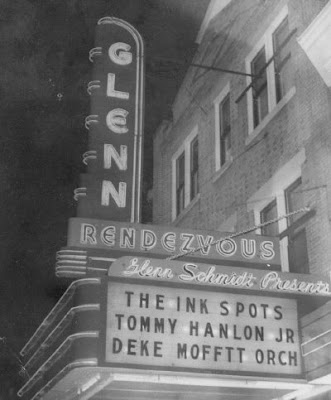 GLENN
RENDEZVOUS
Glenn Schmidt Presents
THE INK SPOTS
TOMMY HANLON JR
DEKE MOFFTT ORCH